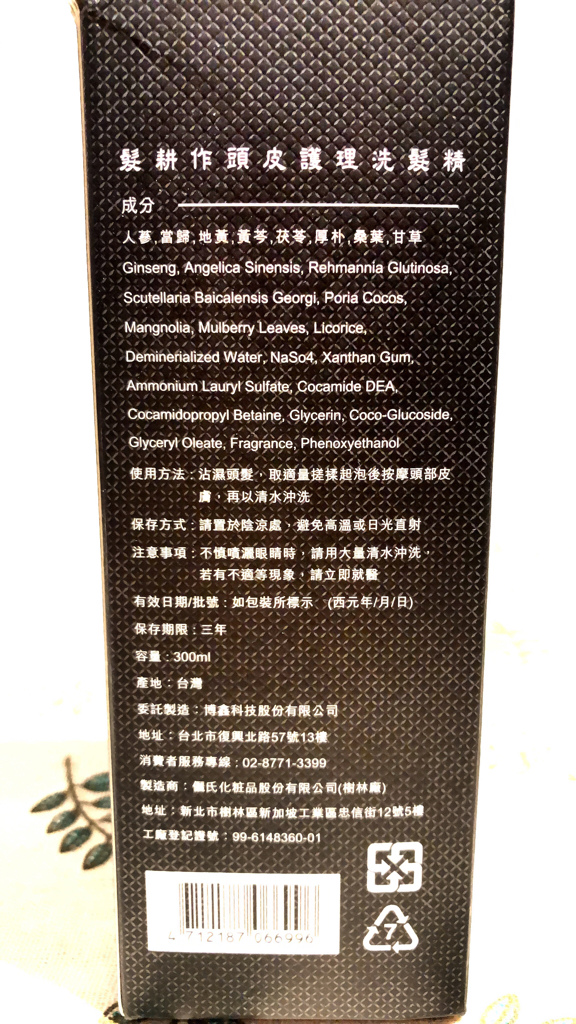 髮耕作頭皮護理洗髮精
成分
人蔘,當歸,地黃,黃芩,茯苓,厚朴,桑葉,甘草
Ginseng, Angelica Sinensis, Rehmannia Glutinosa,
Scutellaria Baicalensis Georgi, Poria Cocos,
Mangnolia, Mulberry Leaves, Licorice,
Deminerialized Water, NaSo4, Xanthan Gum,
Ammonium Lauryl Sulfate, Cocamide DEA,
Cocamidopropyl Betaine, Glycerin, Coco-Glucoside,
Glyceryl Oleate, Fragrance, Phenoxyethanol
使用方法：沾濕頭髮，取適量搓揉起泡後按摩頭部皮
膚，再以清水沖洗
保存方式：請置於陰涼處、避免高溫或日光直射
注意事項：不慎噴灑眼睛時，請用大量清水沖洗，
若有不適等現象，請立即就醫
有效日期/批號：如包裝所標示 (西元年/月/日)
保存期限：三年
容量：300ml
產地：台灣
委託製造：博鑫科技股份有限公司
地址：台北市復興北路57號13樓
消費者服務專線：02-8771-3399
製造商：儷氏化粧品股份有限公司(樹林廠)
地址：新北市樹林區新加坡工業區忠信街12號5樓
工廠登記證號：99-6148360-01
4 712187 066996
7